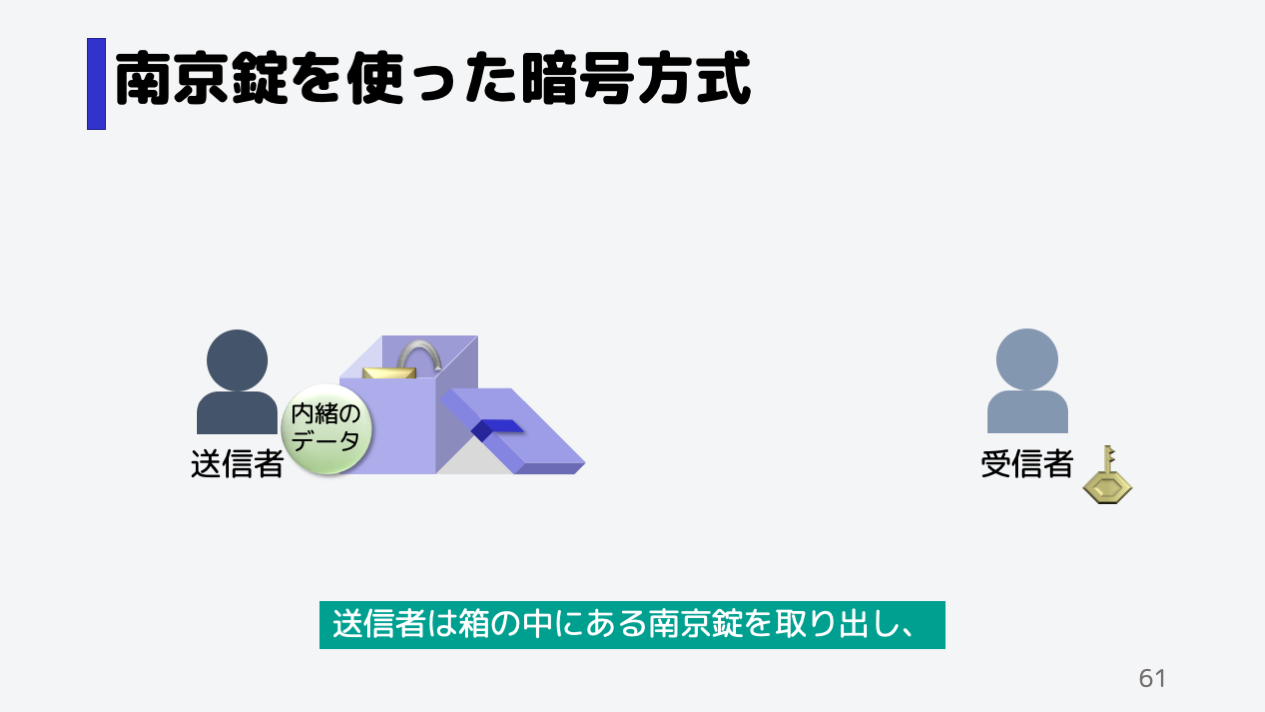 南京錠を使った暗号方式
内緒の
データ
送信者
受信者
送信者は箱の中にある南京錠を取り出し、
61